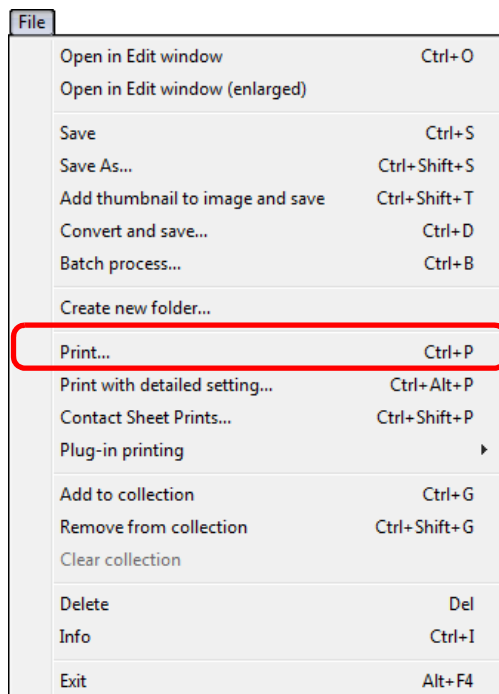 File
Open in Edit window Ctrl+O
Open in Edit window (enlarged)
Save Ctrl+S
Save As... Ctrl+Shift+S
Add thumbnail to image and save Ctrl+Shift+T
Convert and save... Ctrl+D
Batch process... Ctrl+B
Create new folder...
Print... Ctrl+P
Print with detailed setting... Ctrl+Alt+P
Contact Sheet Prints... Ctrl+Shift+P
Plug-in printing
Add to collection Ctrl+G
Remove from collection Ctrl+Shift+G
Clear collection
Delete Del
Info Ctrl+I
Exit Alt+F4